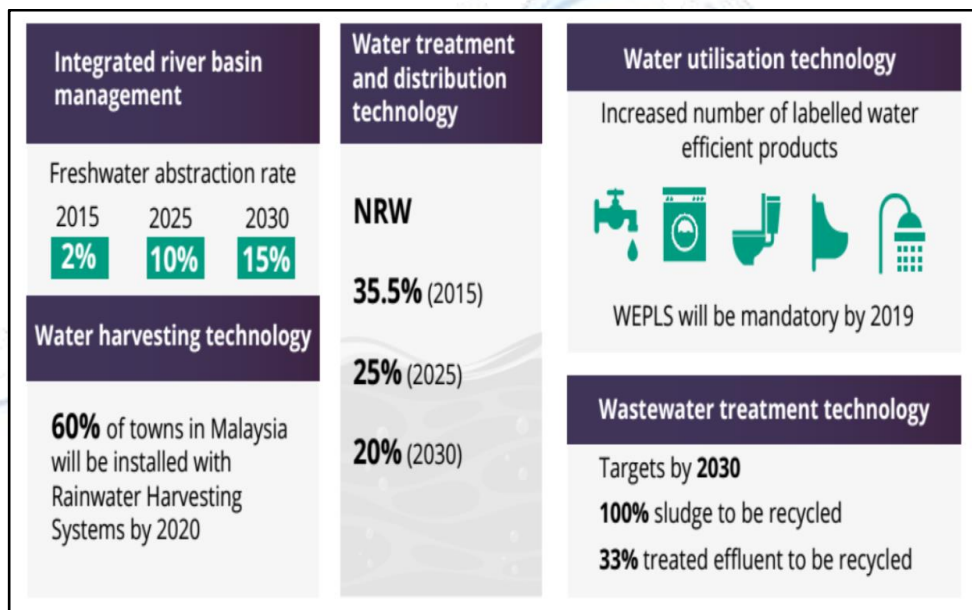 Integrated river basin
management
Freshwater abstraction rate
2015 2025 2030
2% 10% 15%
Water harvesting technology
60% of towns in Malaysia
will be installed with
Rainwater Harvesting
Systems by 2020
Water treatment
and distribution
technology
NRW
35.5% (2015)
25% (2025)
20% (2030)
Water utilisation technology
Increased number of labelled water
efficient products
WEPLS will be mandatory by 2019
Wastewater treatment technology
Targets by 2030
100% sludge to be recycled
33% treated effluent to be recycled